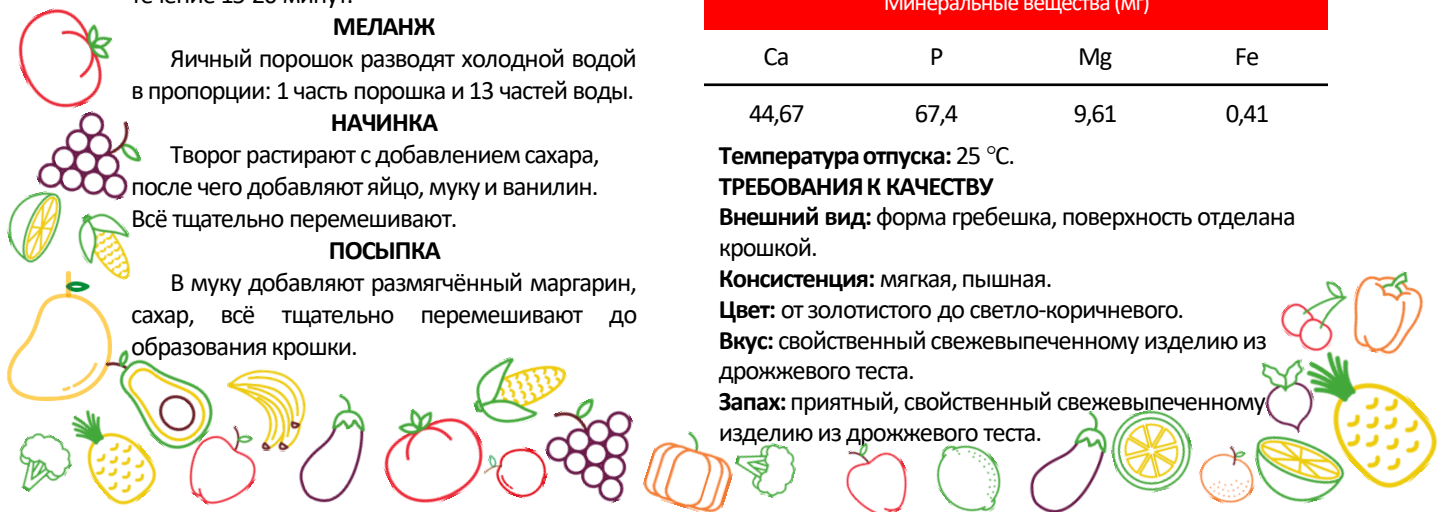 течение 15-20 минут.
МЕЛАНЖ
Яичный порошок разводят холодной водой
в пропорции: 1 часть порошка и 13 частей воды.
НАЧИНКА
Творог растирают с добавлением сахара,
после чего добавляют яйцо, муку и ванилин.
Всё тщательно перемешивают.
ПОСЫПКА
В муку добавляют размягчённый маргарин,
сахар, всё тщательно перемешивают до
образования крошки.
Минеральные вещества (мг)
Ca P Mg Fe
44,67 67,4 9,61 0,41
Температура отпуска: 25 °С.
ТРЕБОВАНИЯ К КАЧЕСТВУ
Внешний вид: форма гребешка, поверхность отделана
крошкой.
Консистенция: мягкая, пышная.
Цвет: от золотистого до светло-коричневого.
Вкус: свойственный свежевыпеченному изделию из
дрожжевого теста.
Запах: приятный, свойственный свежевыпеченному
изделию из дрожжевого теста.